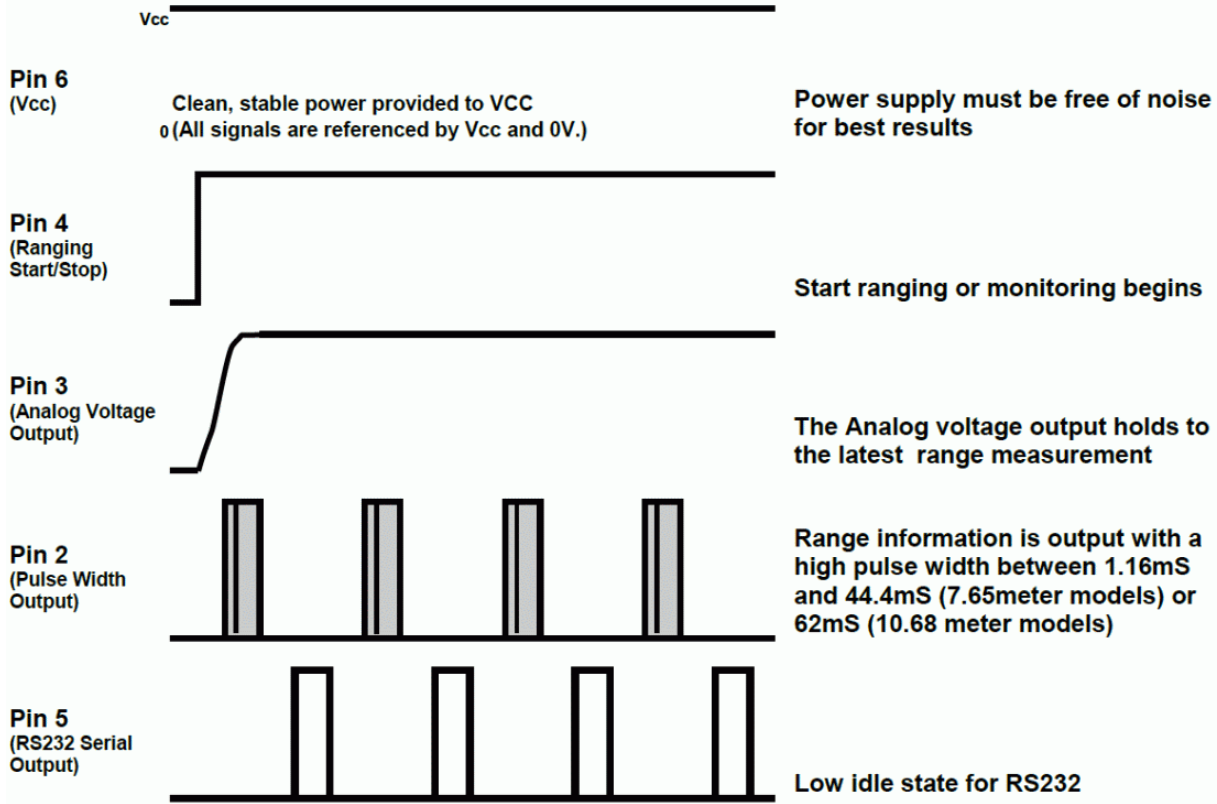 Vcc
Pin 6
(Vcc)
Clean, stable power provided to VCC
0 (All signals are referenced by Vcc and 0V.)
Power supply must be free of noise
for best results
Pin 4
(Ranging
Start/Stop)
Start ranging or monitoring begins
Pin 3
(Analog Voltage
Output)
The Analog voltage output holds to
the latest range measurement
Pin 2
(Pulse Width
Output)
Range information is output with a
high pulse width between 1.16mS
and 44.4mS (7.65meter models) or
62mS (10.68 meter models)
Pin 5
(RS232 Serial
Output)
Low idle state for RS232